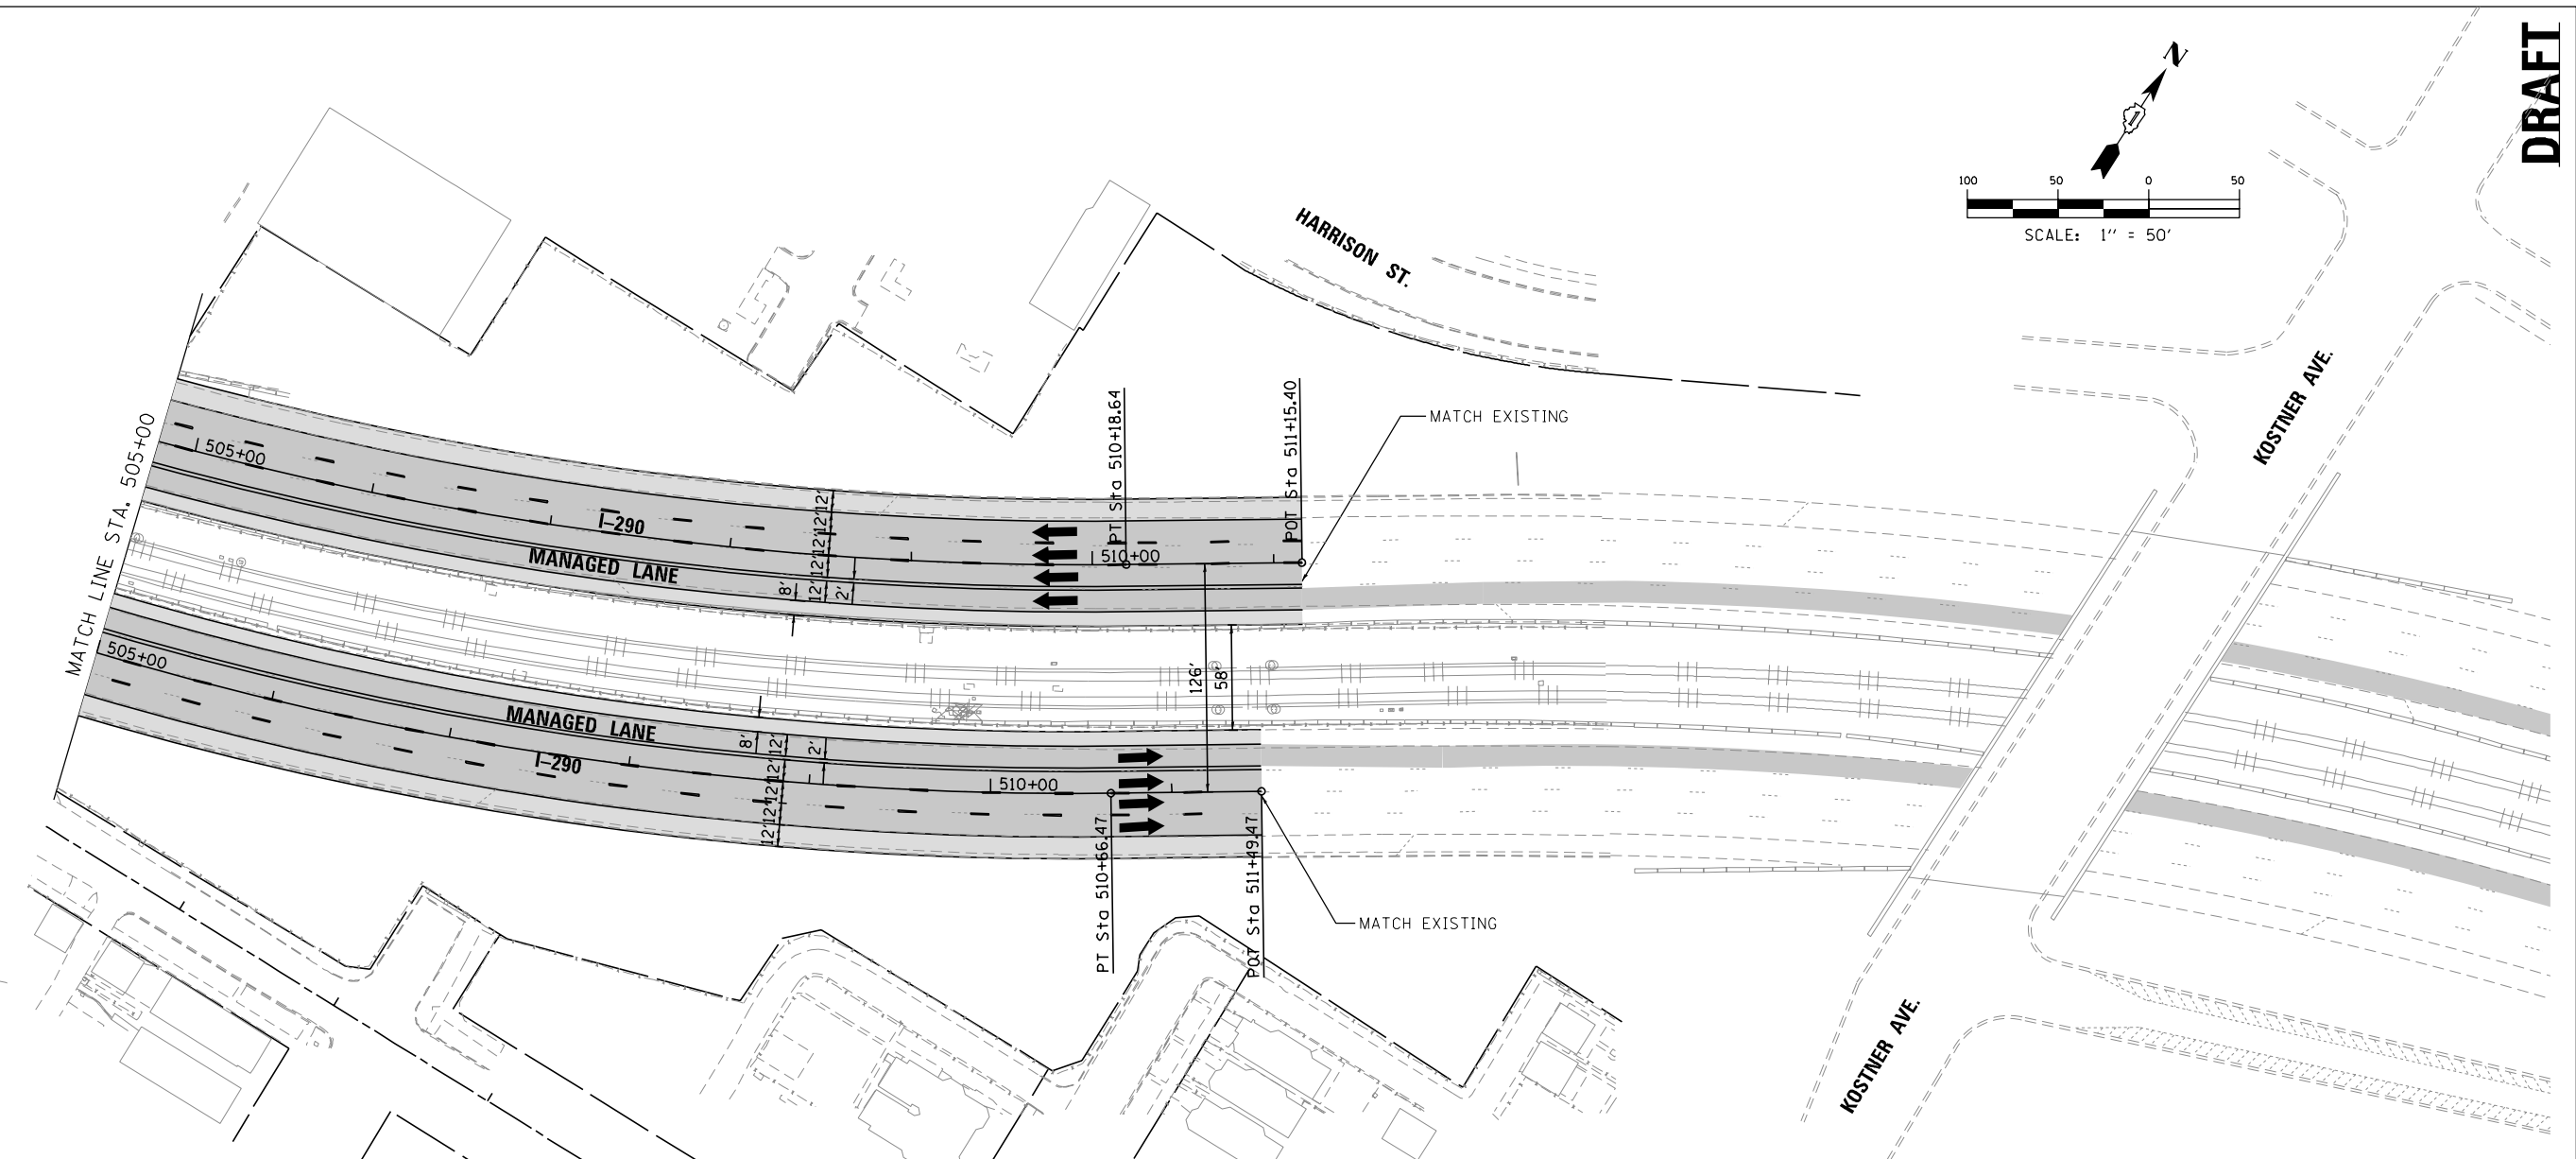 DRAFT
N
1
100 50 0 50
SCALE: 1'' = 50'
HARRISON ST.
KOSTNER AVE.
MATCH EXISTING
PT Sta 510+18.64
POT Sta 511+15.40
MATCH LINE STA. 505+00
505+00
I-290
MANAGED LANE
12'
12'
12'
12'
12'
8'
2'
510+00
126'
58'
505+00
MANAGED LANE
I-290
8'
12'
2'
12'
12'
12'
12'
510+00
PT Sta 510+66.47
POT Sta 511+49.47
MATCH EXISTING
KOSTNER AVE.